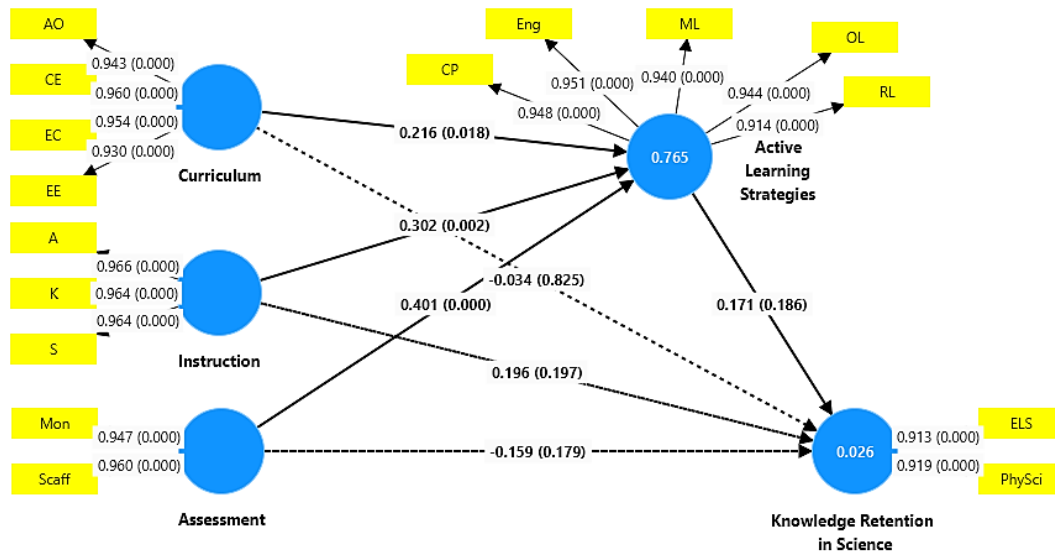 AO
CE
EC
EE
0.943 (0.000)
0.960 (0.000)
0.954 (0.000)
0.930 (0.000)
Curriculum
A
K
S
0.966 (0.000)
0.964 (0.000)
0.964 (0.000)
Instruction
Mon
Scaff
0.947 (0.000)
0.960 (0.000)
Assessment
CP
Eng
ML
OL
RL
0.948 (0.000)
0.951 (0.000)
0.940 (0.000)
0.944 (0.000)
0.914 (0.000)
0.765
Active
Learning
Strategies
0.216 (0.018)
0.302 (0.002)
-0.034 (0.825)
0.401 (0.000)
0.171 (0.186)
0.196 (0.197)
-0.159 (0.179)
0.026
0.913 (0.000)
0.919 (0.000)
ELS
PhySci
Knowledge Retention
in Science